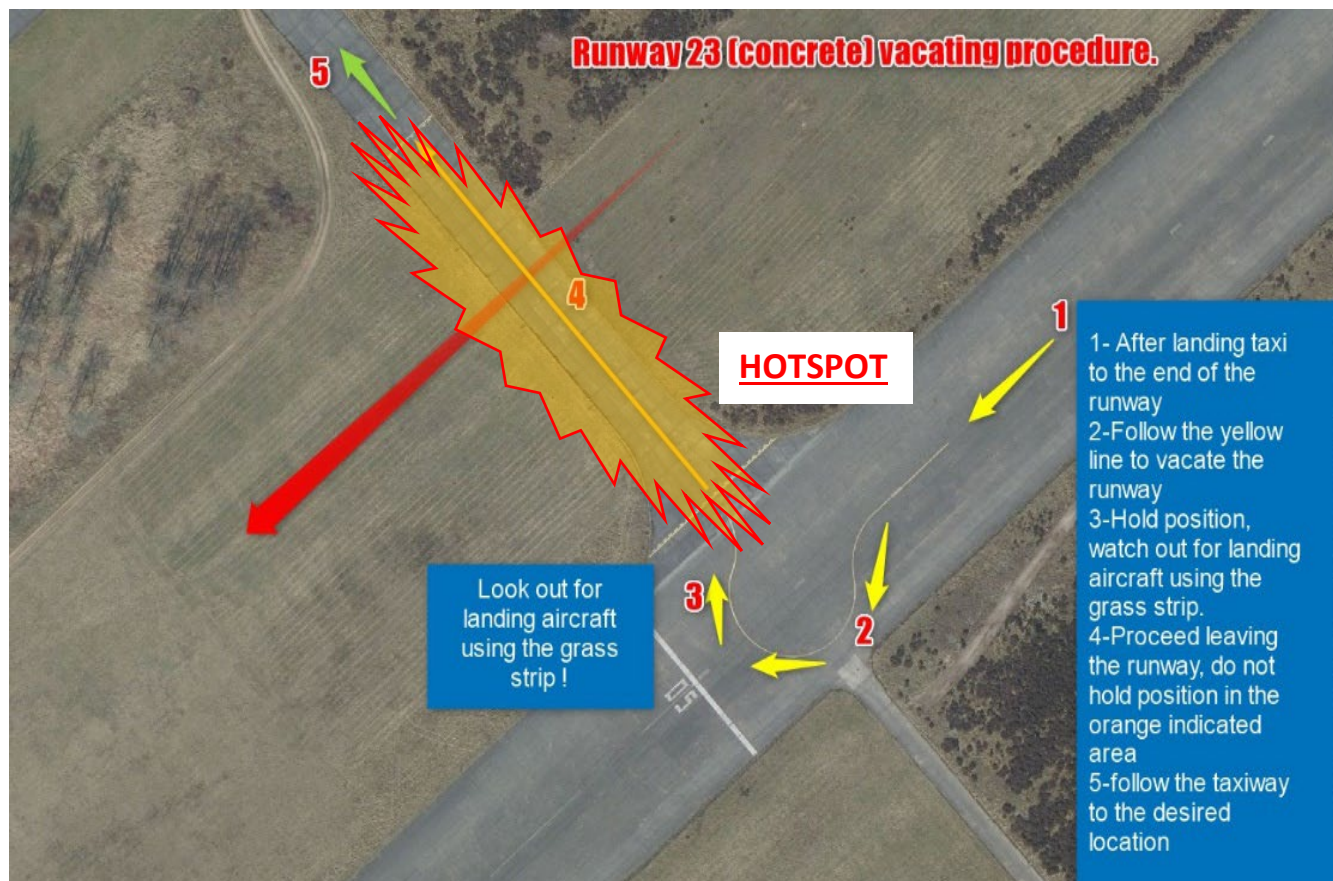 Runway 23 (concrete) vacating procedure.
5
4
1
HOTSPOT
1- After landing taxi
to the end of the
runway
2-Follow the yellow
line to vacate the
runway
3-Hold position,
watch out for landing
aircraft using the
grass strip.
4-Proceed leaving
the runway, do not
hold position in the
orange indicated
area
5-follow the taxiway
to the desired
location
Look out for
landing aircraft
using the grass
strip !
3
2
05